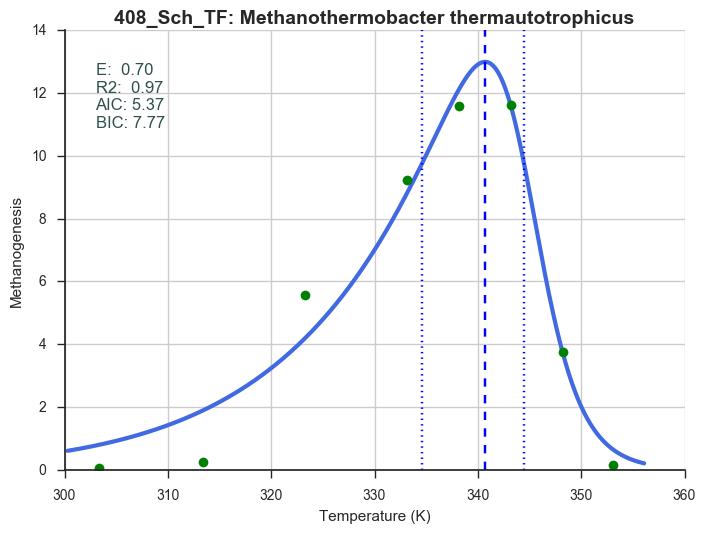 408_Sch_TF: Methanothermobacter thermautotrophicus
E:  0.70
R2:  0.97
AIC: 5.37
BIC: 7.77
Methanogenesis
14
12
10
8
6
4
2
0
300 310 320 330 340 350 360
Temperature (K)